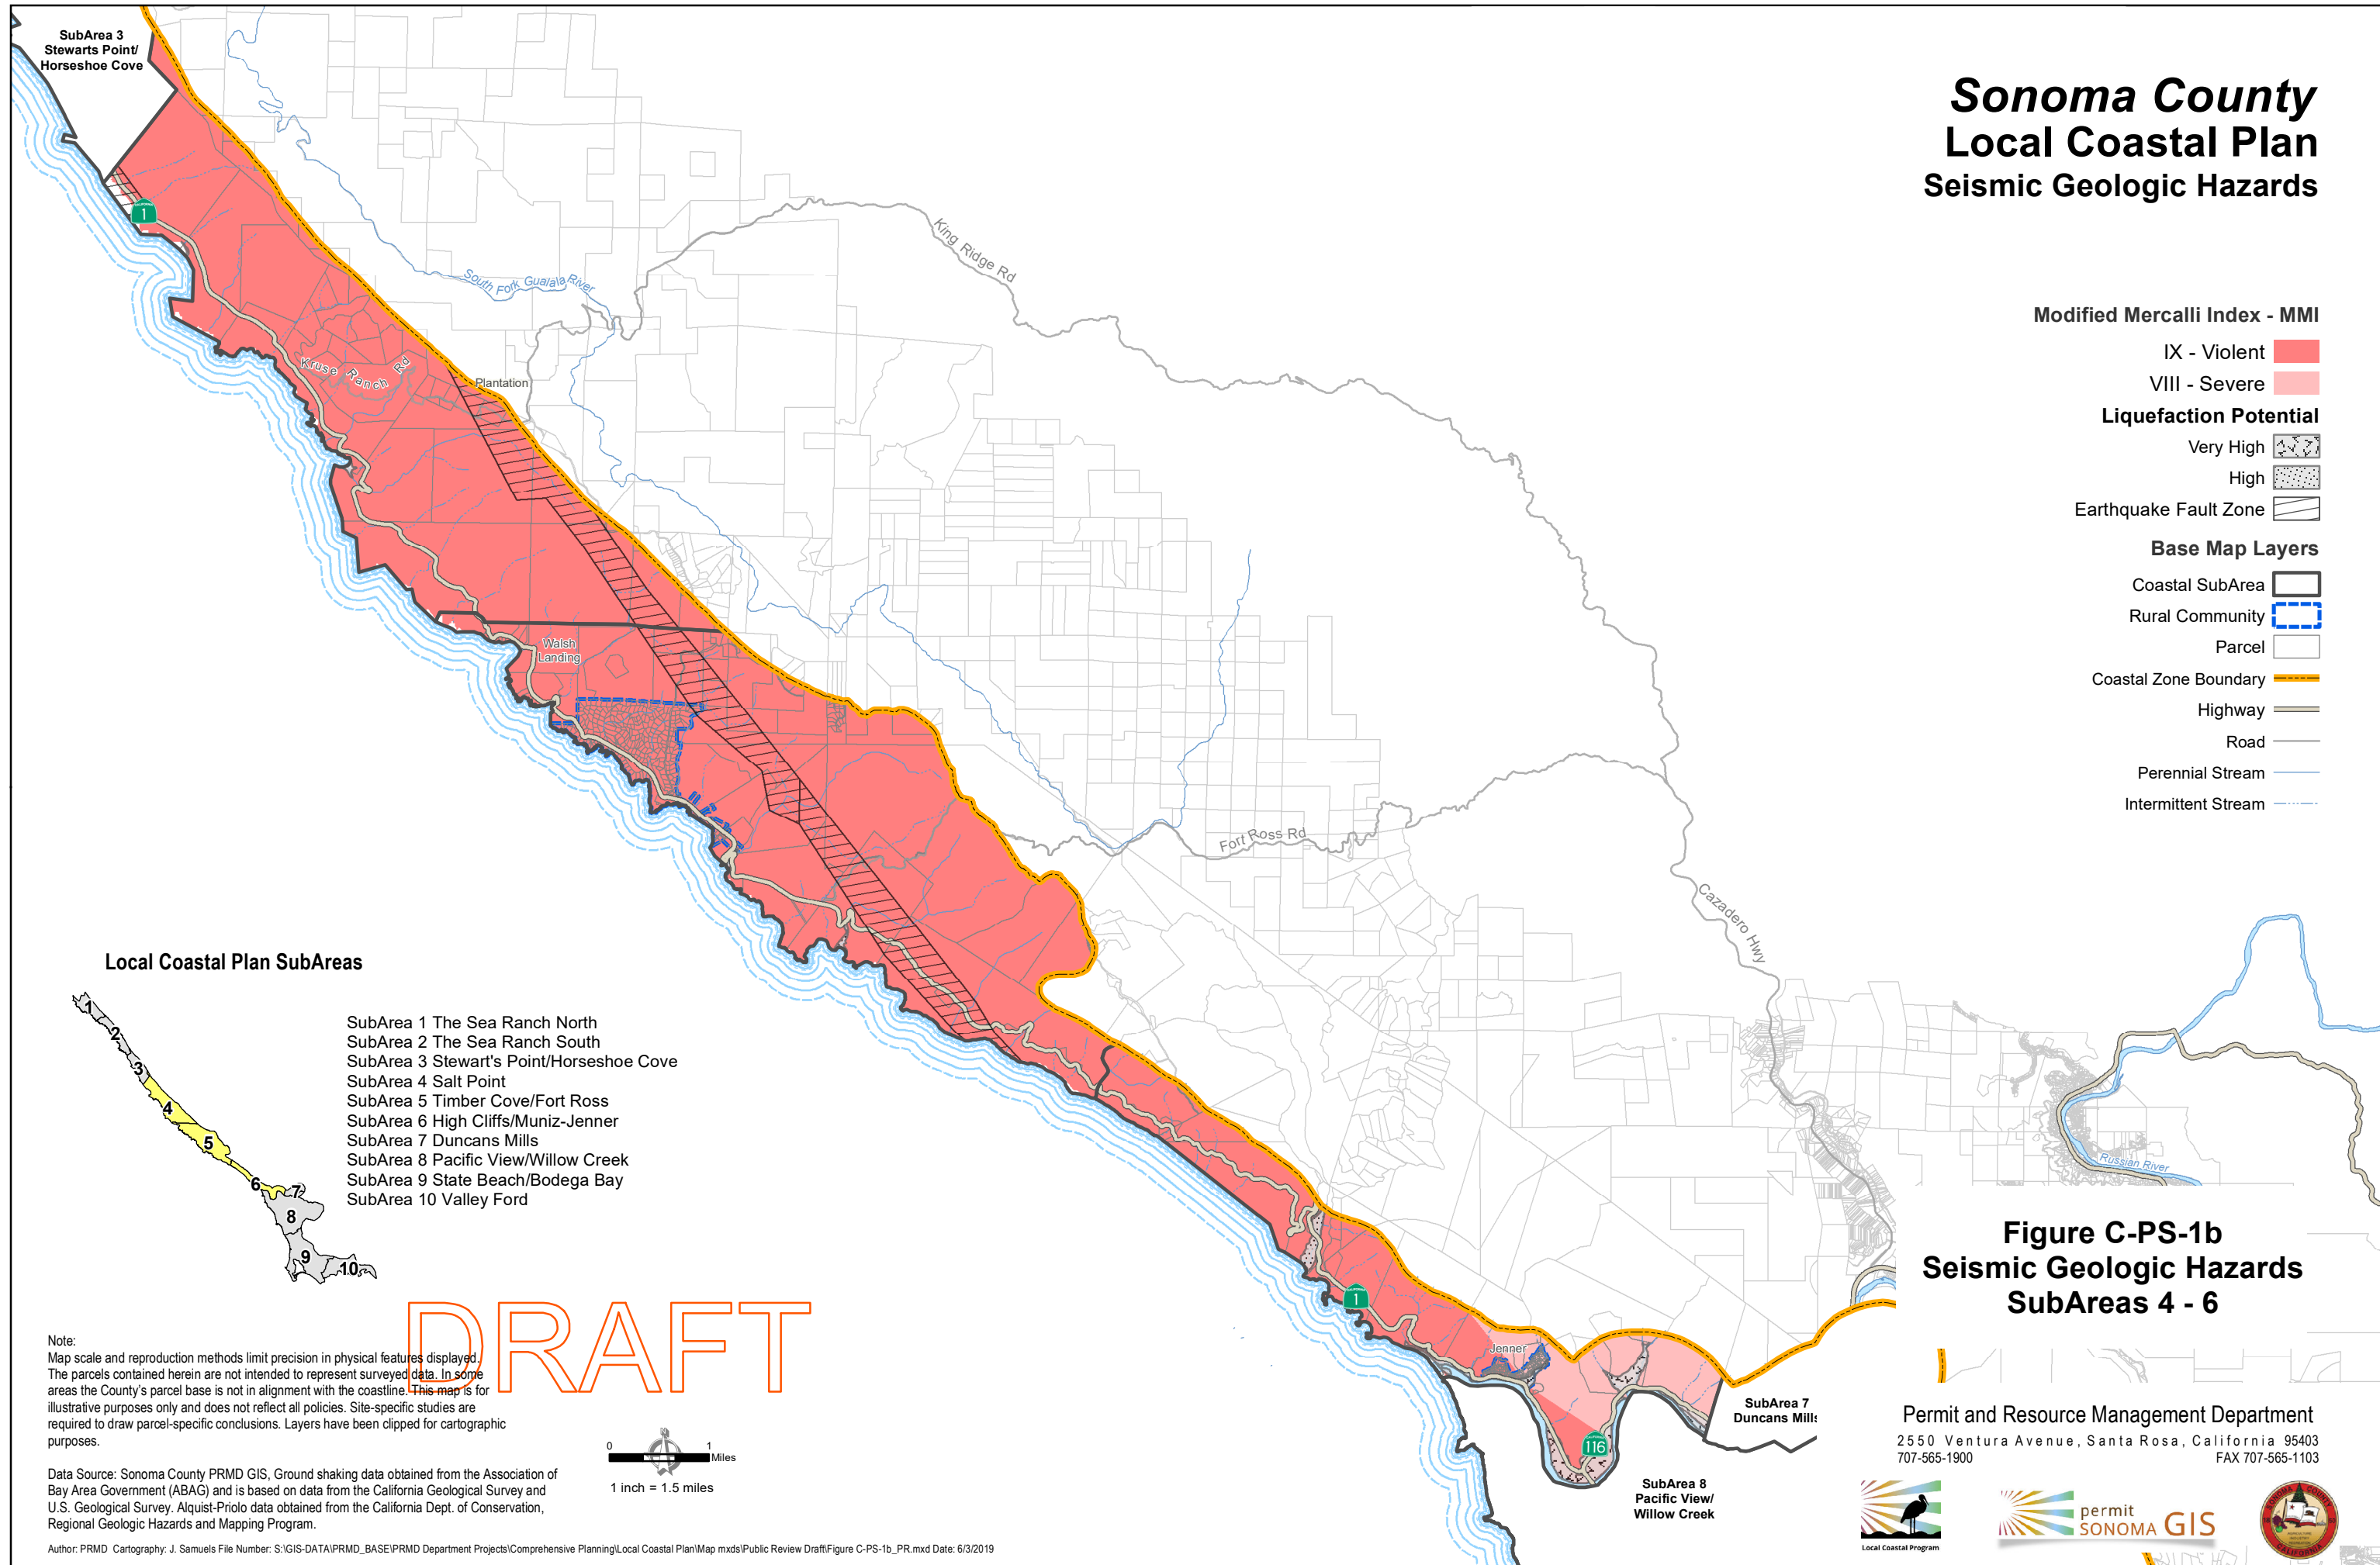 SubArea 3
Stewarts Point/
Horseshoe Cove
Sonoma County
Local Coastal Plan
Seismic Geologic Hazards
1
King Ridge Rd
South Fork Gualala River
Kruse Ranch Rd
Plantation
Modified Mercalli Index - MMI
IX - Violent
VIII - Severe
Liquefaction Potential
Very High
High
Earthquake Fault Zone
Base Map Layers
Coastal SubArea
Rural Community
Parcel
Coastal Zone Boundary
Highway
Road
Perennial Stream
Intermittent Stream
Walsh
Landing
Fort Ross Rd
Cazadero Hwy
Russian River
Local Coastal Plan SubAreas
1
2
3
4
5
6
7
8
9
10
SubArea 1 The Sea Ranch North
SubArea 2 The Sea Ranch South
SubArea 3 Stewart's Point/Horseshoe Cove
SubArea 4 Salt Point
SubArea 5 Timber Cove/Fort Ross
SubArea 6 High Cliffs/Muniz-Jenner
SubArea 7 Duncans Mills
SubArea 8 Pacific View/Willow Creek
SubArea 9 State Beach/Bodega Bay
SubArea 10 Valley Ford
Figure C-PS-1b
Seismic Geologic Hazards
SubAreas 4 - 6
1
Jenner
116
SubArea 7
Duncans Mills
SubArea 8
Pacific View/
Willow Creek
DRAFT
Note:
Map scale and reproduction methods limit precision in physical features displayed.
The parcels contained herein are not intended to represent surveyed data. In some
areas the County's parcel base is not in alignment with the coastline. This map is for
illustrative purposes only and does not reflect all policies. Site-specific studies are
required to draw parcel-specific conclusions. Layers have been clipped for cartographic
purposes.
Data Source: Sonoma County PRMD GIS, Ground shaking data obtained from the Association of
Bay Area Government (ABAG) and is based on data from the California Geological Survey and
U.S. Geological Survey. Alquist-Priolo data obtained from the California Dept. of Conservation,
Regional Geologic Hazards and Mapping Program.
0 1
Miles
1 inch = 1.5 miles
Permit and Resource Management Department
2550 Ventura Avenue, Santa Rosa, California 95403
707-565-1900 FAX 707-565-1103
Local Coastal Program
permit
SONOMA GIS
SONOMA COUNTY
CALIFORNIA
Author: PRMD Cartography: J. Samuels File Number: S:\GIS-DATA\PRMD_BASE\PRMD Department Projects\Comprehensive Planning\Local Coastal Plan\Map mxds\Public Review Draft\Figure C-PS-1b_PR.mxd Date: 6/3/2019